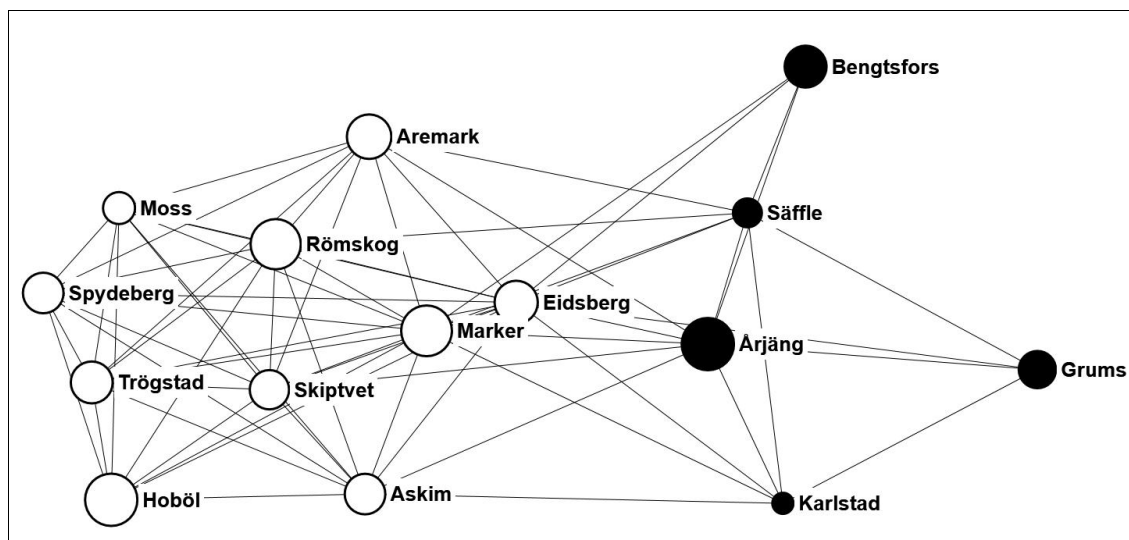 Bengtsfors
Aremark
Moss
Säffle
Römskog
Spydeberg
Eidsberg
Marker
Årjäng
Grums
Trögstad
Skiptvet
Hoböl
Askim
Karlstad